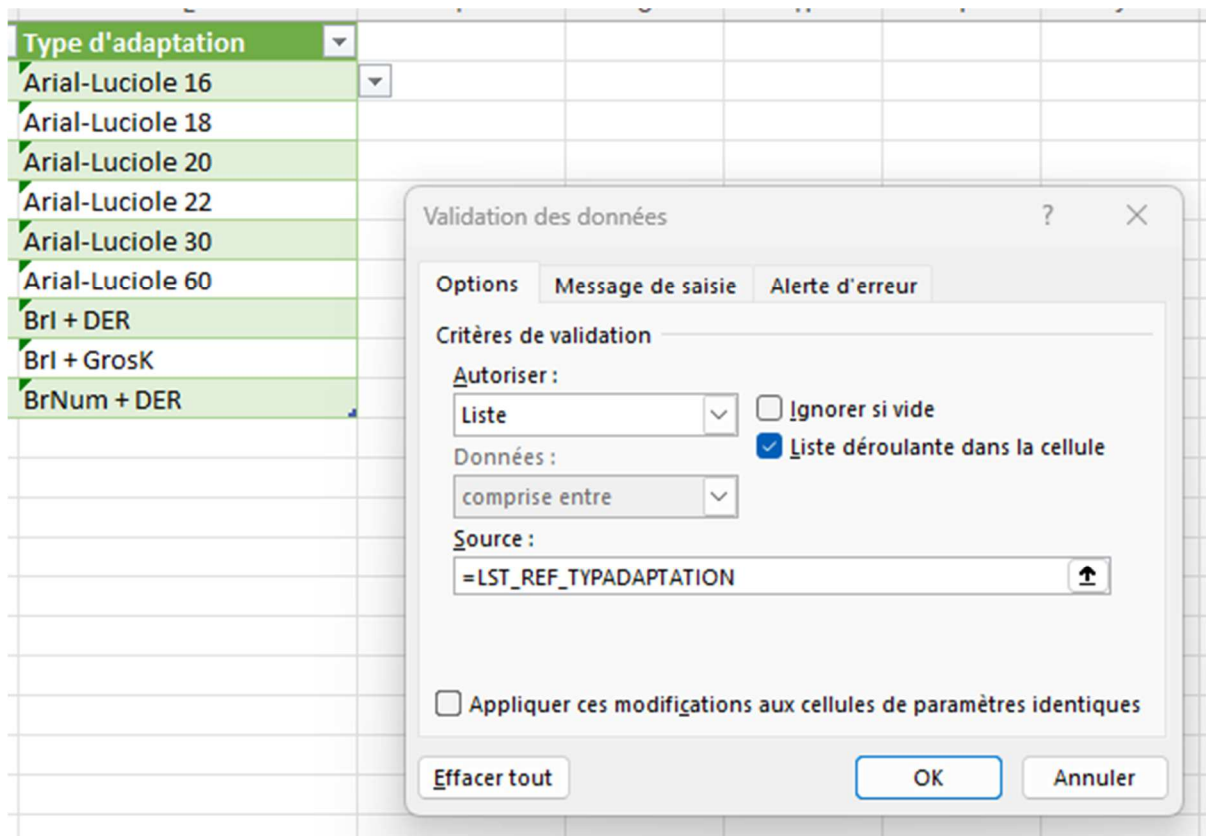 Type d'adaptation
Arial-Luciole 16
Arial-Luciole 18
Arial-Luciole 20
Arial-Luciole 22
Arial-Luciole 30
Arial-Luciole 60
BrI + DER
BrI + GrosK
BrNum + DER
Validation des données ?
Options Message de saisie Alerte d'erreur
Critères de validation
Autoriser :
Liste
Ignorer si vide
Données :
Liste déroulante dans la cellule
comprise entre
Source :
=LST_REF_TYPADAPTATION
Appliquer ces modifications aux cellules de paramètres identiques
Effacer tout OK Annuler